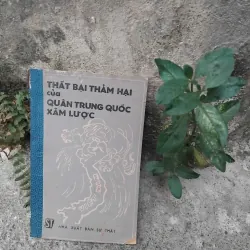 THẤT BẠI THẢM HẠI
của
QUÂN TRUNG QUỐC
XÂM LƯỢC
ST
NHÀ XUẤT BẢN SỰ THẬT